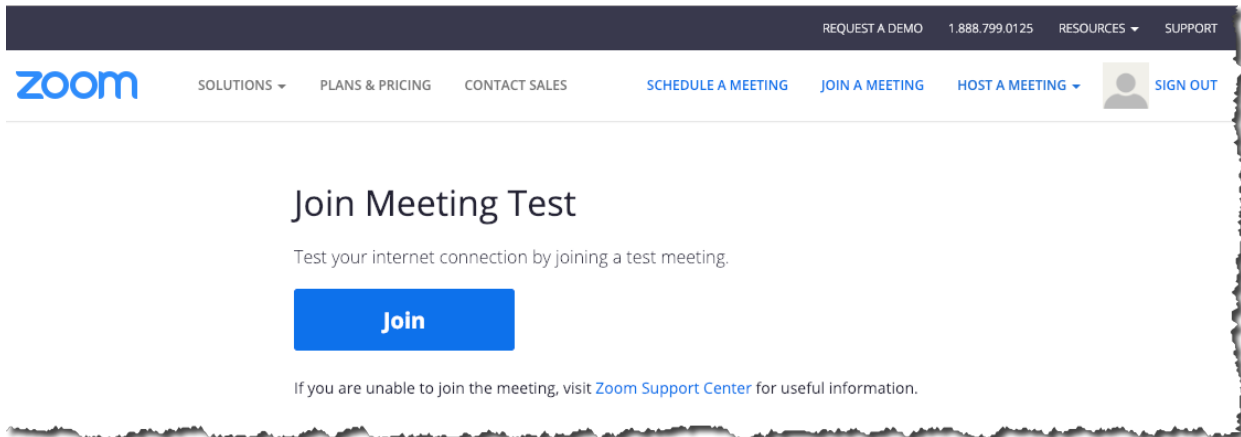 REQUEST A DEMO 1.888.799.0125 RESOURCES SUPPORT
zoom SOLUTIONS PLANS & PRICING CONTACT SALES SCHEDULE A MEETING JOIN A MEETING HOST A MEETING SIGN OUT
Join Meeting Test
Test your internet connection by joining a test meeting.
Join
If you are unable to join the meeting, visit Zoom Support Center for useful information.